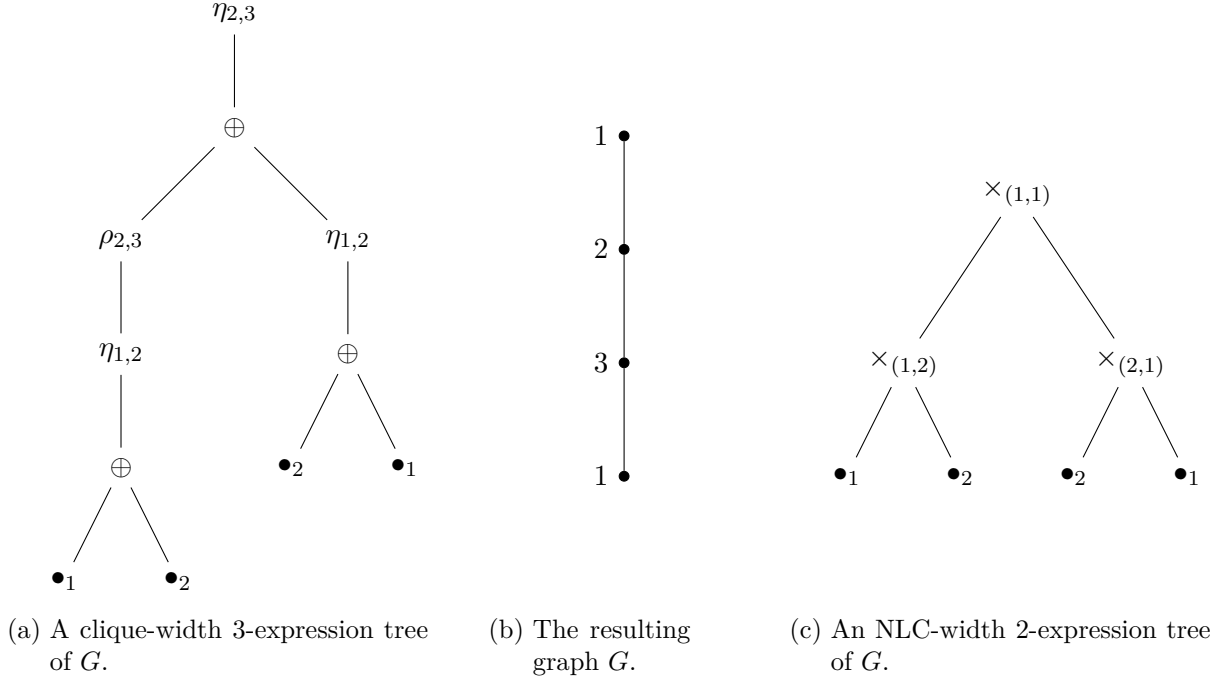 η2,3
⊕
ρ2,3 η1,2
η1,2 ⊕
⊕ •2 •1
•1 •2
(a) A clique-width 3-expression tree
of G.
1
2
3
1
(b) The resulting
graph G.
×(1,1)
×(1,2) ×(2,1)
•1 •2 •2 •1
(c) An NLC-width 2-expression tree
of G.